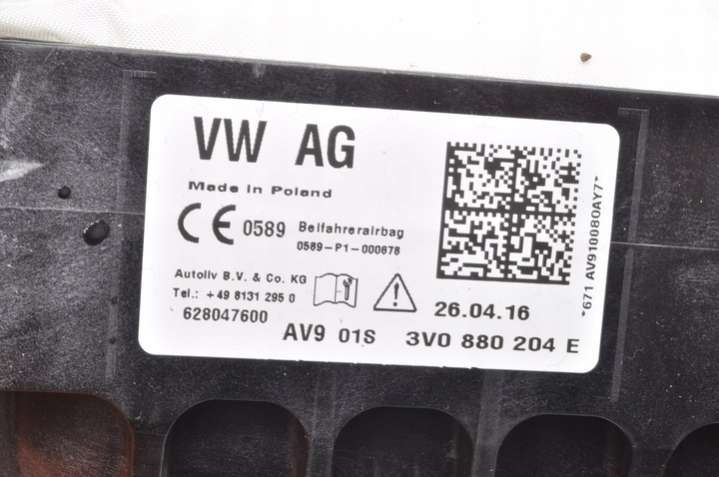 VW AG
Made in Poland
CE 0589 Beifahrerairbag
0589-P1-000678
Autoliv B.V. & Co. KG
Tel.: +49 8131 295 0
628047600
26.04.16
AV9 01S 3V0 880 204 E
*671 AV910080AY7*